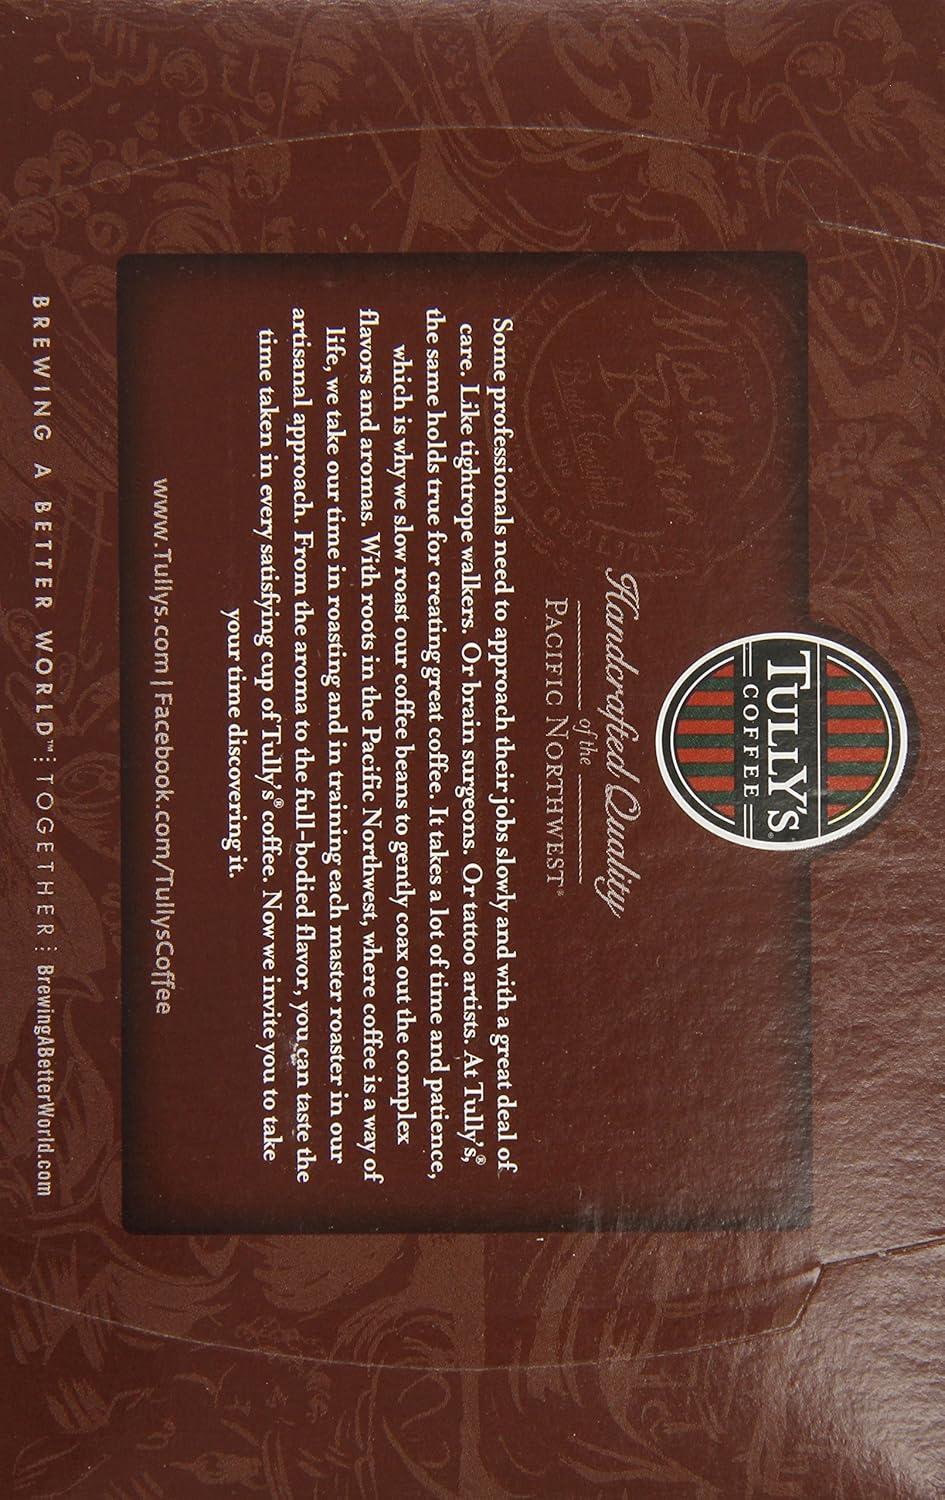 TULLY'S
COFFEE
Handcrafted Quality
of the
PACIFIC NORTHWEST®
Master
Roaster
Some professionals need to approach their jobs slowly and with a great deal of
care. Like tightrope walkers. Or brain surgeons. Or tattoo artists. At Tully's,®
the same holds true for creating great coffee. It takes a lot of time and patience,
which is why we slow roast our coffee beans to gently coax out the complex
flavors and aromas. With roots in the Pacific Northwest, where coffee is a way of
life, we take our time in roasting and in training each master roaster in our
artisanal approach. From the aroma to the full-bodied flavor, you can taste the
time taken in every satisfying cup of Tully's® coffee. Now we invite you to take
your time discovering it.
www.Tullys.com | Facebook.com/TullysCoffee
BREWING A BETTER WORLD™ TOGETHER BrewingABetterWorld.com